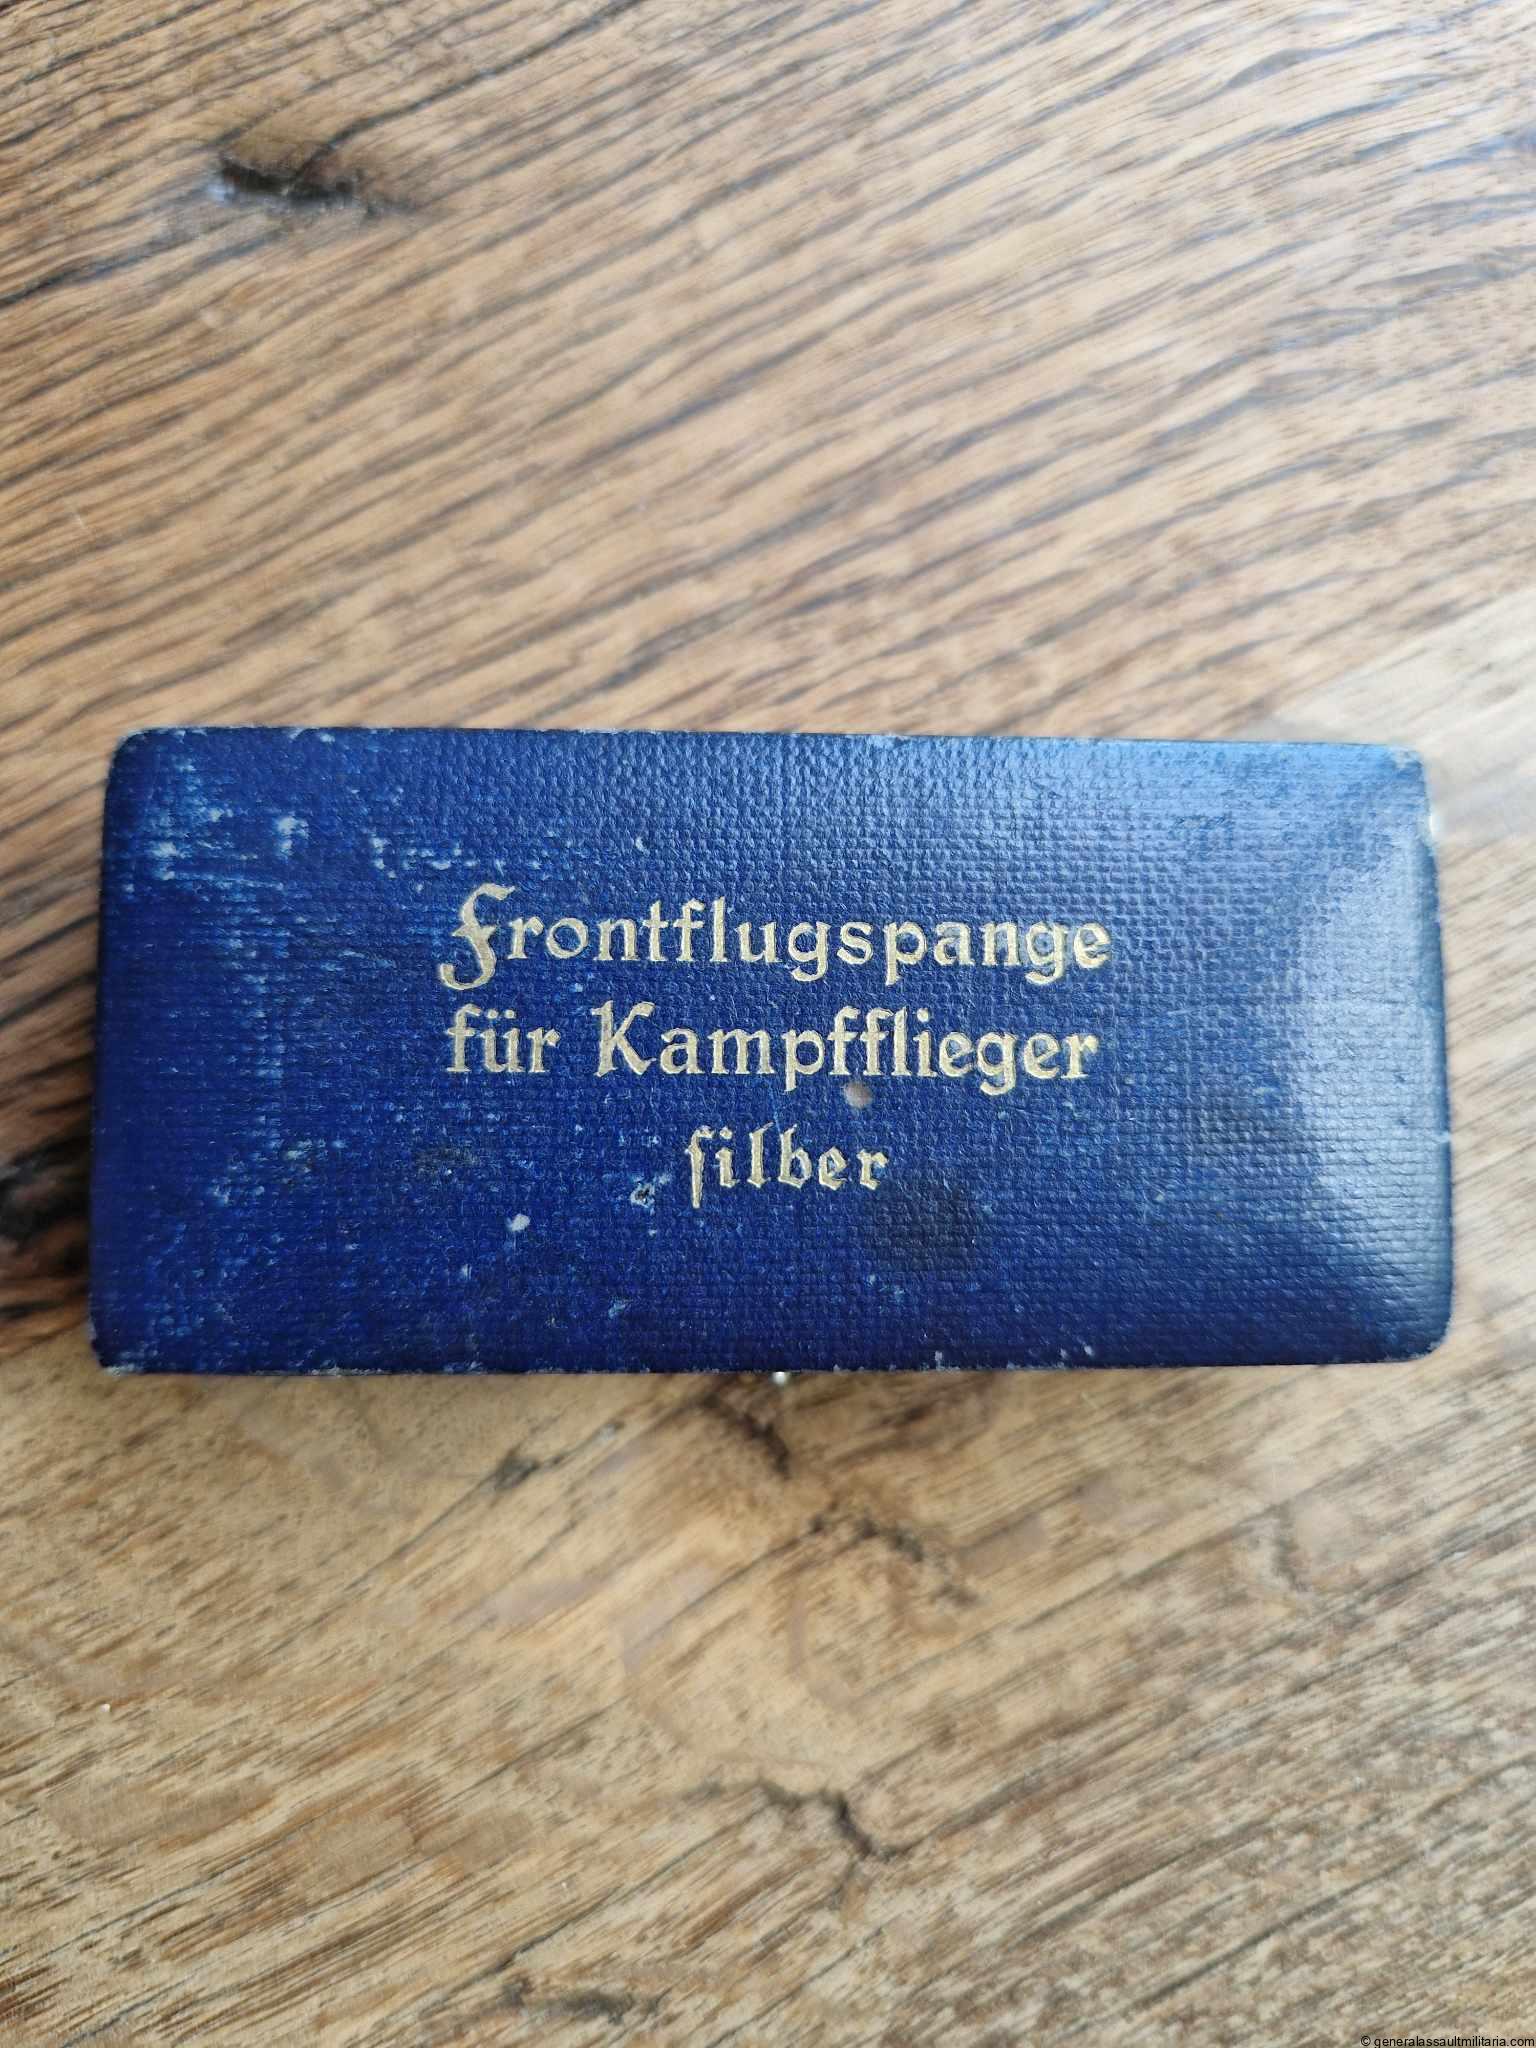 Frontflugspange
für Kampfflieger
ſilber
© generalassaultmilitaria.com